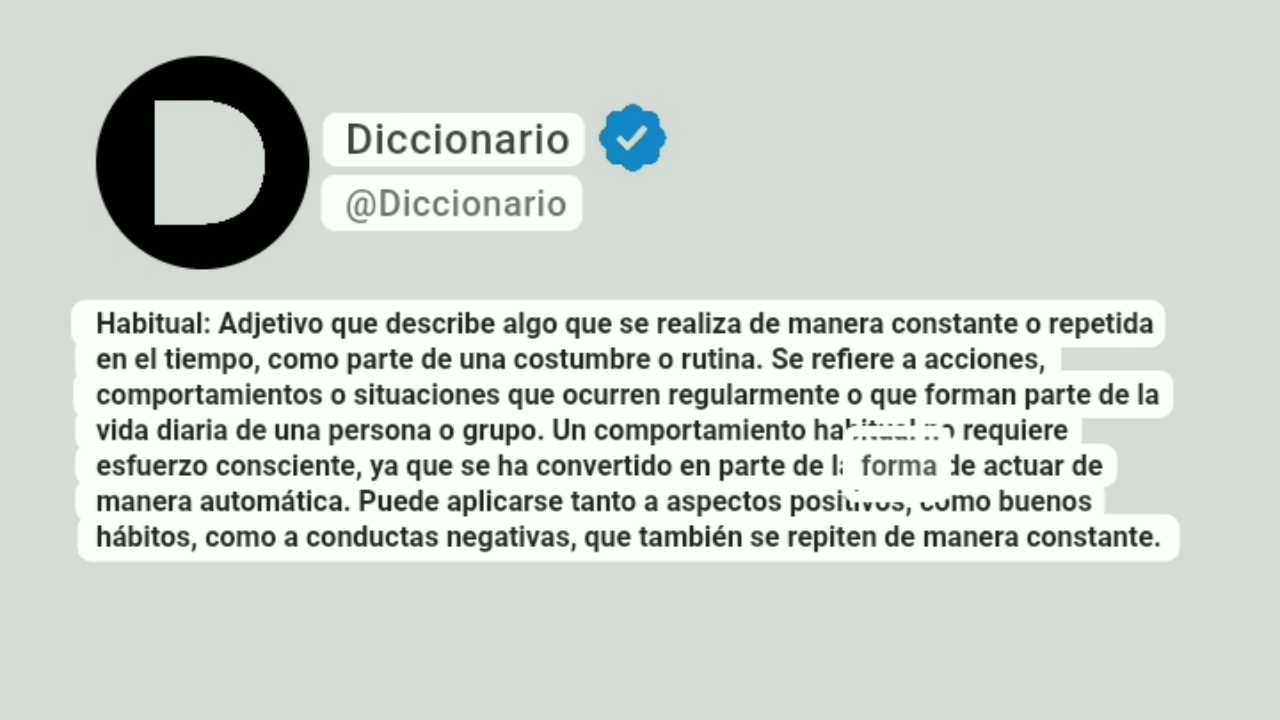 D
Diccionario
@Diccionario
Habitual: Adjetivo que describe algo que se realiza de manera constante o repetida
en el tiempo, como parte de una costumbre o rutina. Se refiere a acciones,
comportamientos o situaciones que ocurren regularmente o que forman parte de la
vida diaria de una persona o grupo. Un comportamiento habitual no requiere
esfuerzo consciente, ya que se ha convertido en parte de la forma de actuar de
manera automática. Puede aplicarse tanto a aspectos positivos, como buenos
hábitos, como a conductas negativas, que también se repiten de manera constante.